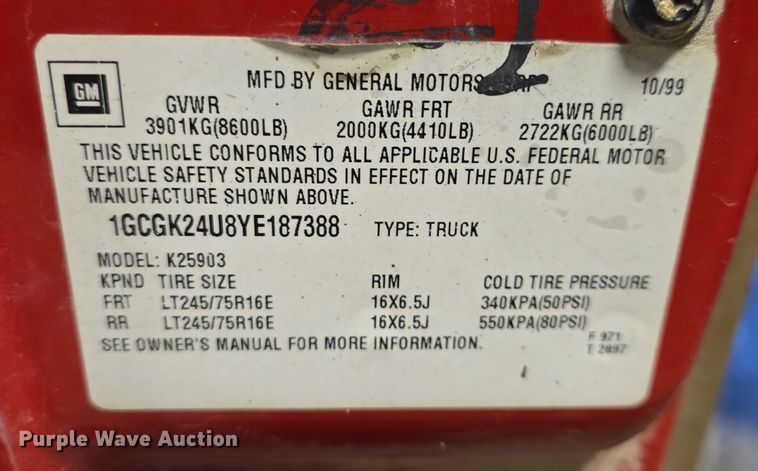 GM
MFD BY GENERAL MOTORS
10/99
GVWR GAWR FRT GAWR RR
3901KG(8600LB) 2000KG(4410LB) 2722KG(6000LB)
THIS VEHICLE CONFORMS TO ALL APPLICABLE U.S. FEDERAL MOTOR
VEHICLE SAFETY STANDARDS IN EFFECT ON THE DATE OF
MANUFACTURE SHOWN ABOVE.
1GCGK24U8YE187388 TYPE: TRUCK
MODEL: K25903
KPND TIRE SIZE RIM COLD TIRE PRESSURE
FRT LT245/75R16E 16X6.5J 340KPA(50PSI)
RR LT245/75R16E 16X6.5J 550KPA(80PSI)
SEE OWNER'S MANUAL FOR MORE INFORMATION.
F 971
T 2897
Purple Wave Auction